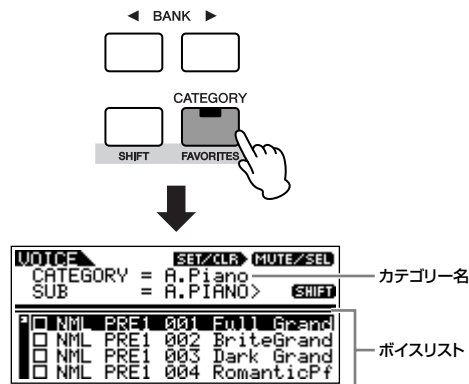 ◀ BANK ▶
CATEGORY
SHIFT FAVORITES
VOICE SET/CLR MUTE/SEL
CATEGORY = A.Piano
カテゴリー名
SUB = A.PIANO> SHIFT
NML PRE1 001 Full Grand
NML PRE1 002 BriteGrand
ボイスリスト
NML PRE1 003 Dark Grand
NML PRE1 004 RomanticPf